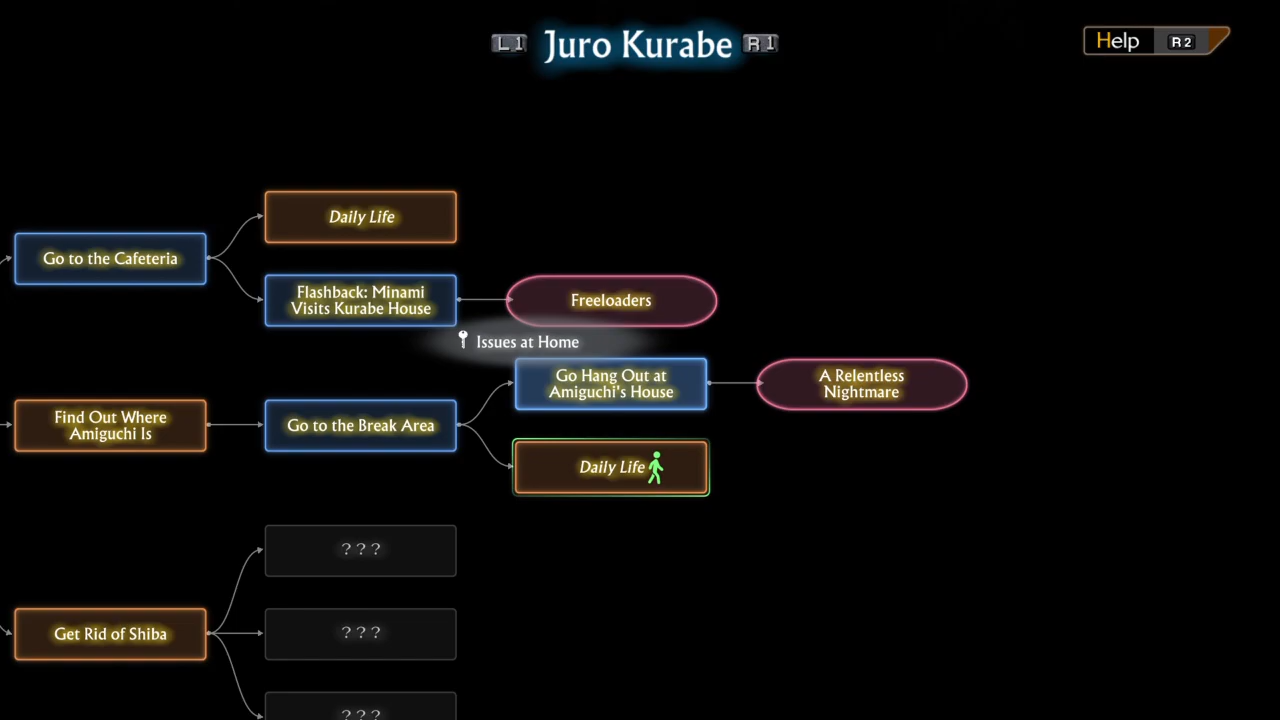 L1 Juro Kurabe R1
Help R2
Daily Life
Go to the Cafeteria
Flashback: Minami
Visits Kurabe House
Freeloaders
Issues at Home
Go Hang Out at
Amiguchi's House
A Relentless
Nightmare
Find Out Where
Amiguchi Is
Go to the Break Area
Daily Life
? ? ?
Get Rid of Shiba
? ? ?
? ? ?